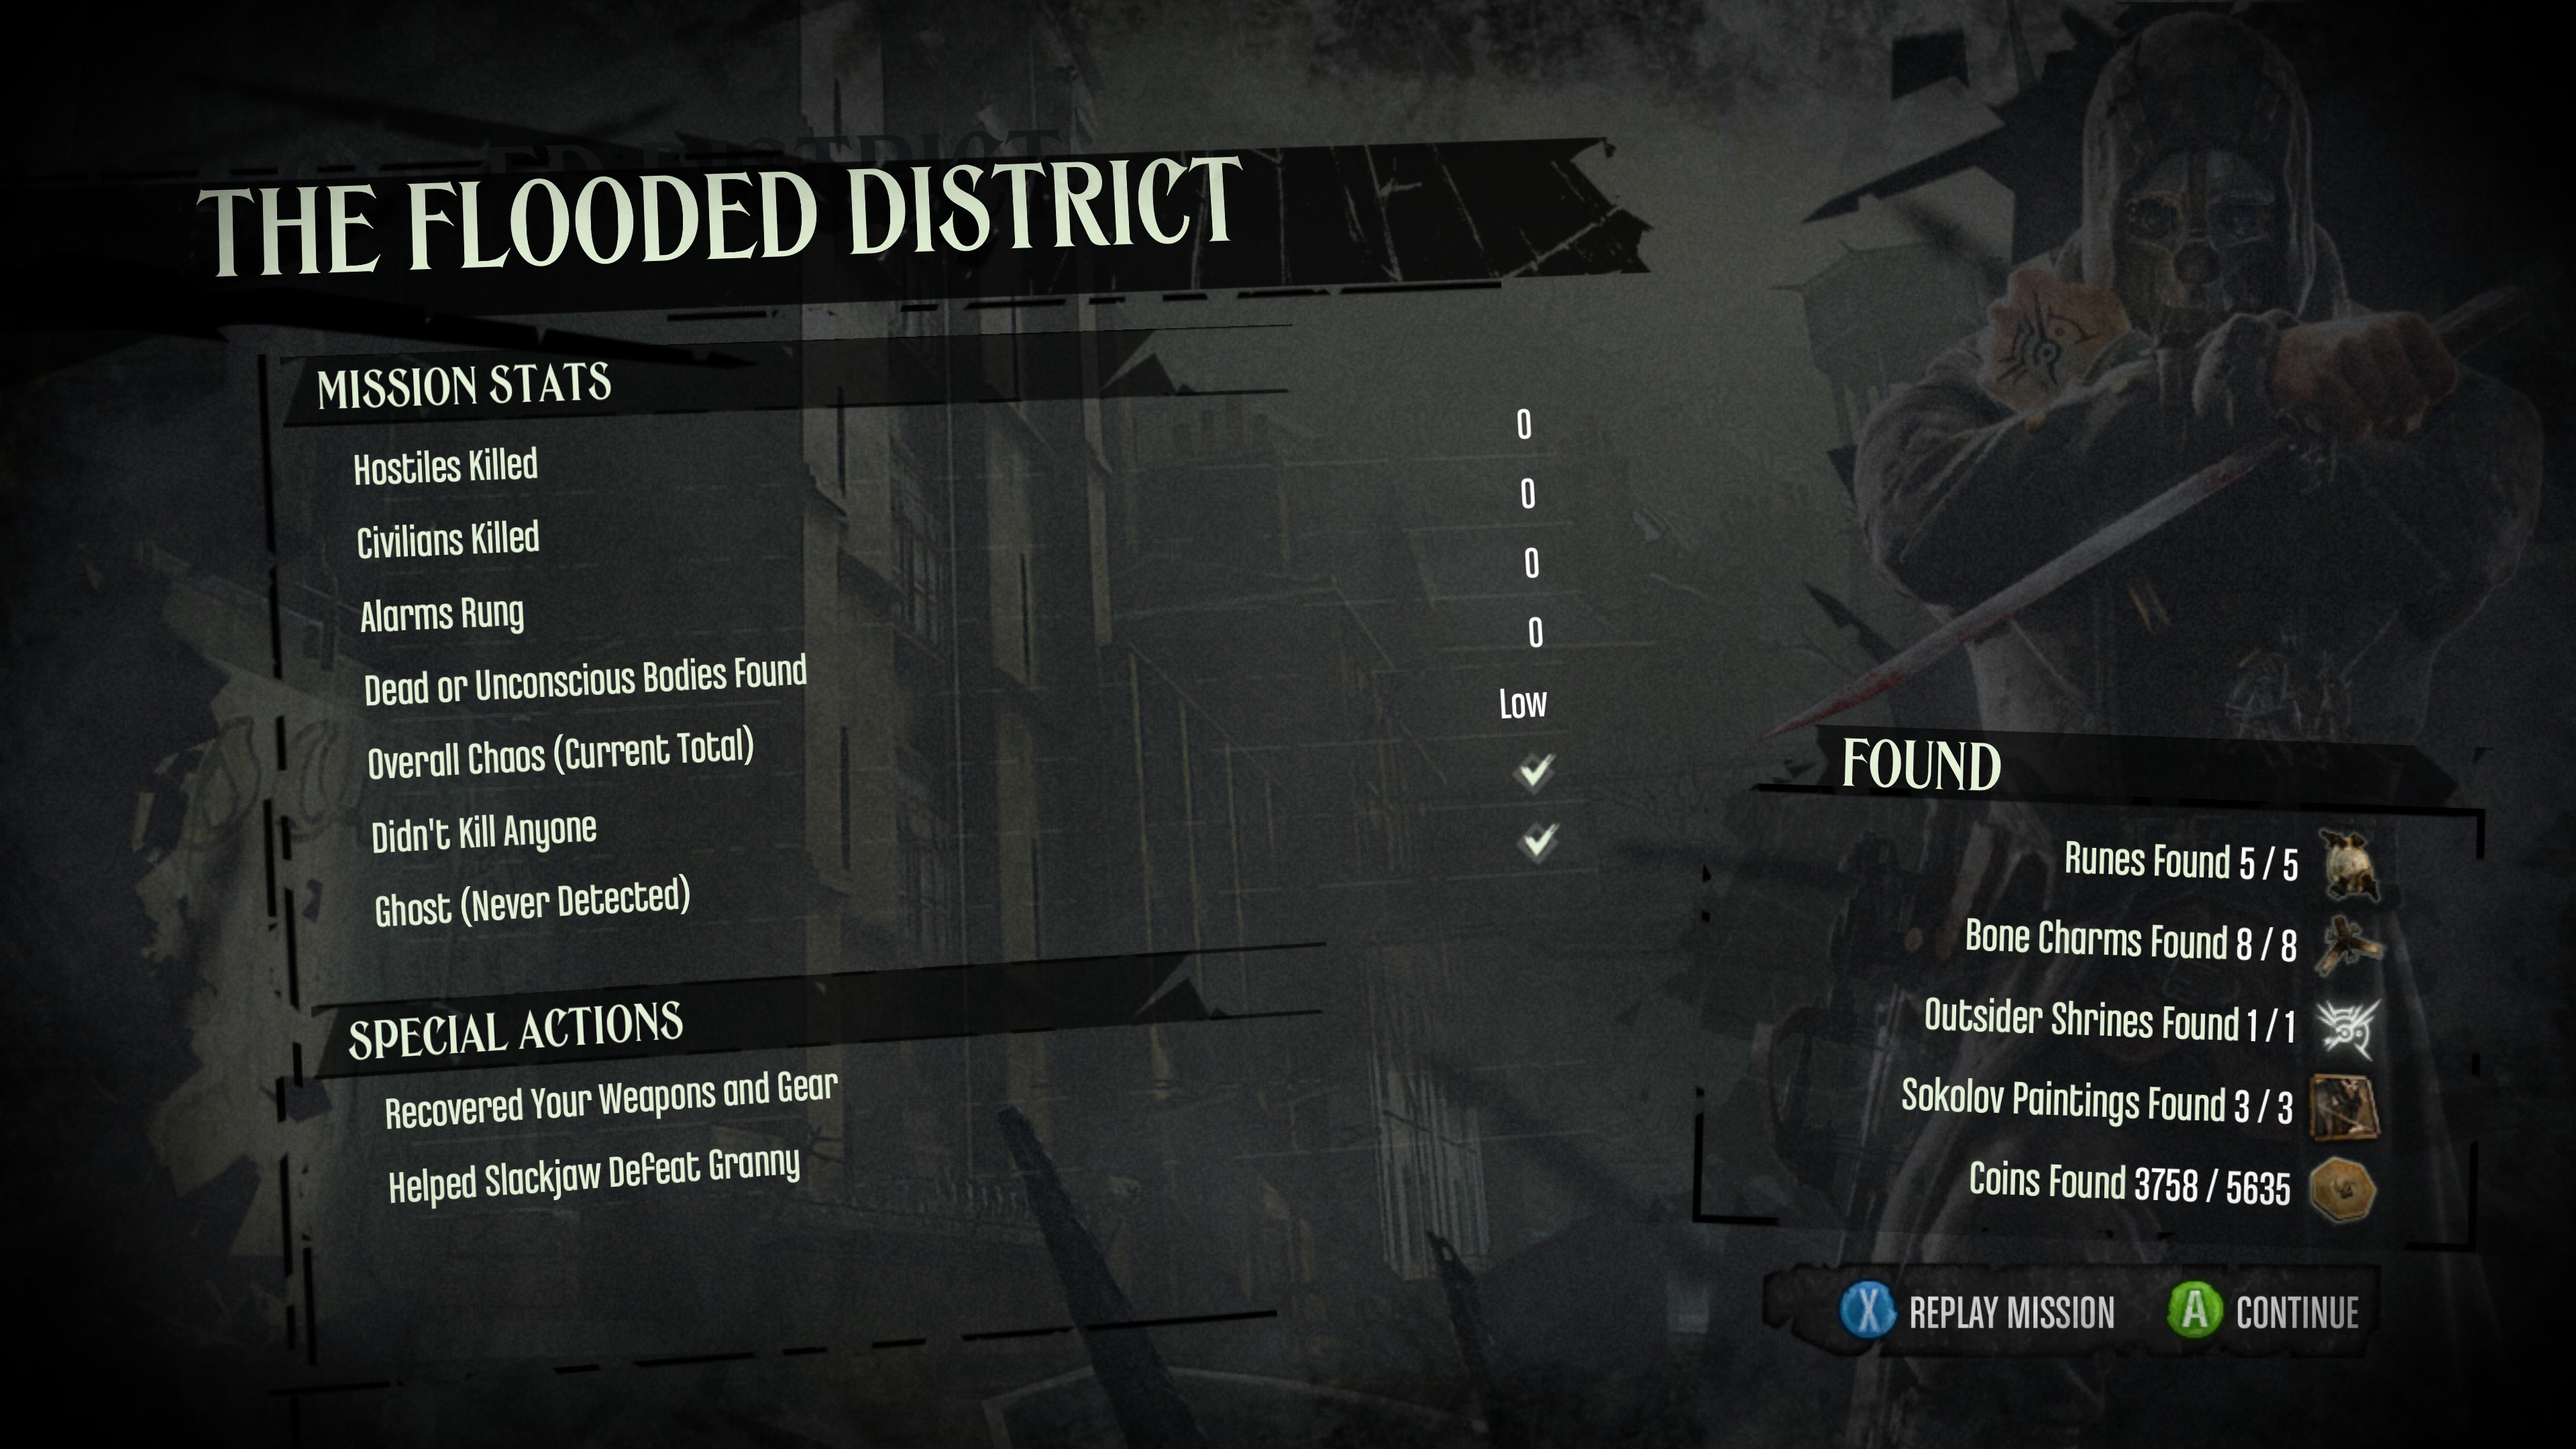 THE FLOODED DISTRICT
MISSION STATS
Hostiles Killed 0
Civilians Killed 0
Alarms Rung 0
Dead or Unconscious Bodies Found 0
Overall Chaos (Current Total) Low
Didn't Kill Anyone
Ghost (Never Detected)
SPECIAL ACTIONS
Recovered Your Weapons and Gear
Helped Slackjaw Defeat Granny
FOUND
Runes Found 5 / 5
Bone Charms Found 8 / 8
Outsider Shrines Found 1 / 1
Sokolov Paintings Found 3 / 3
Coins Found 3758 / 5635
X REPLAY MISSION A CONTINUE